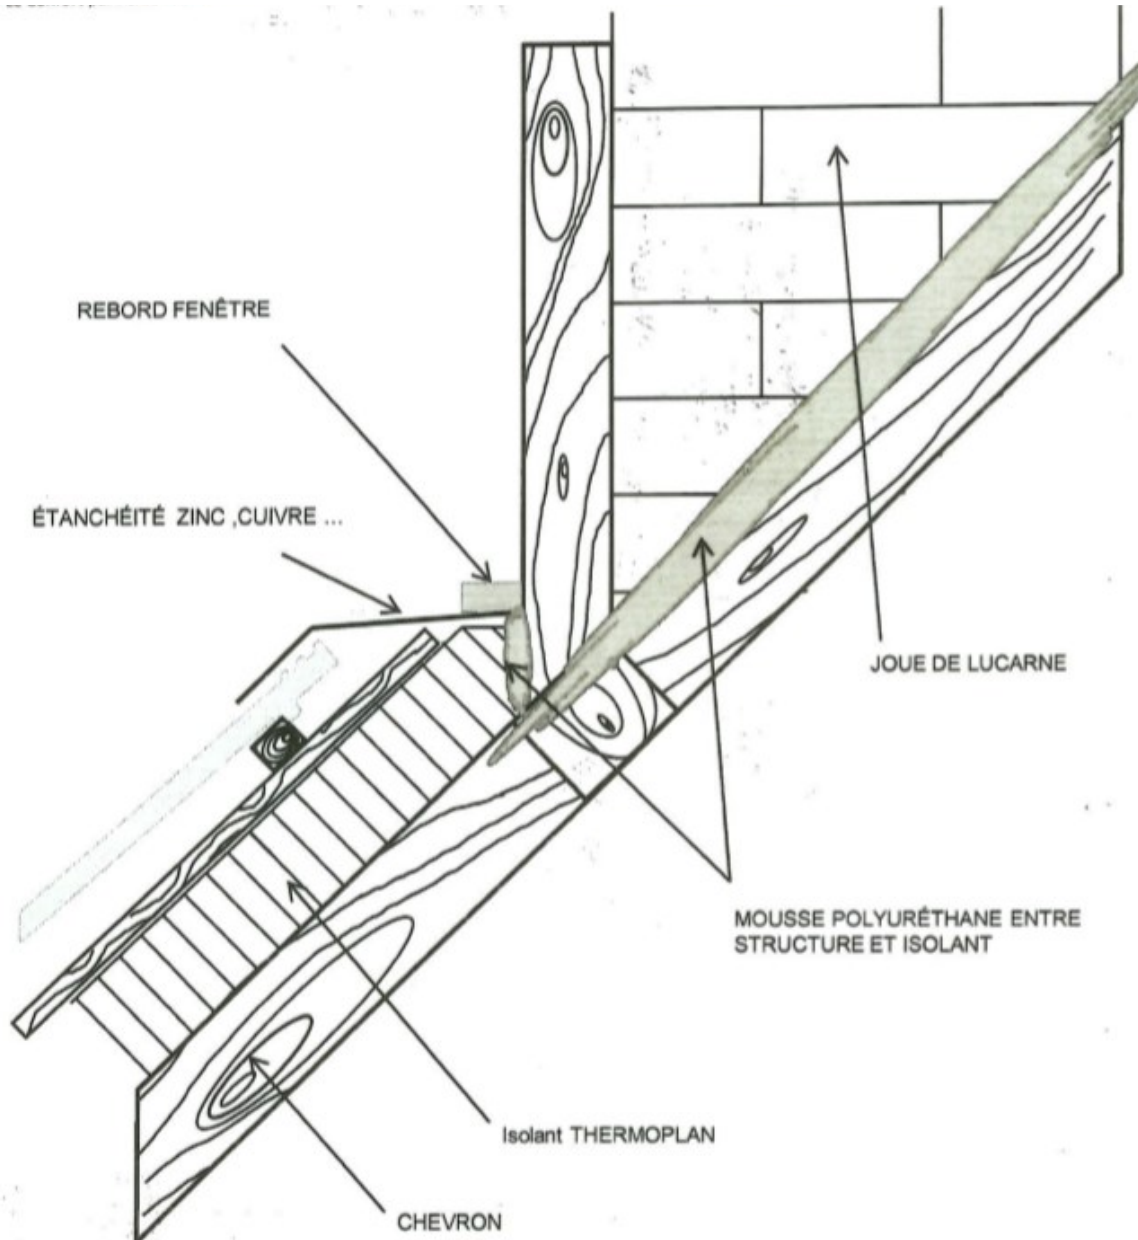 REBORD FENÊTRE
ÉTANCHÉITÉ ZINC ,CUIVRE ...
JOUE DE LUCARNE
MOUSSE POLYURÉTHANE ENTRE
STRUCTURE ET ISOLANT
Isolant THERMOPLAN
CHEVRON